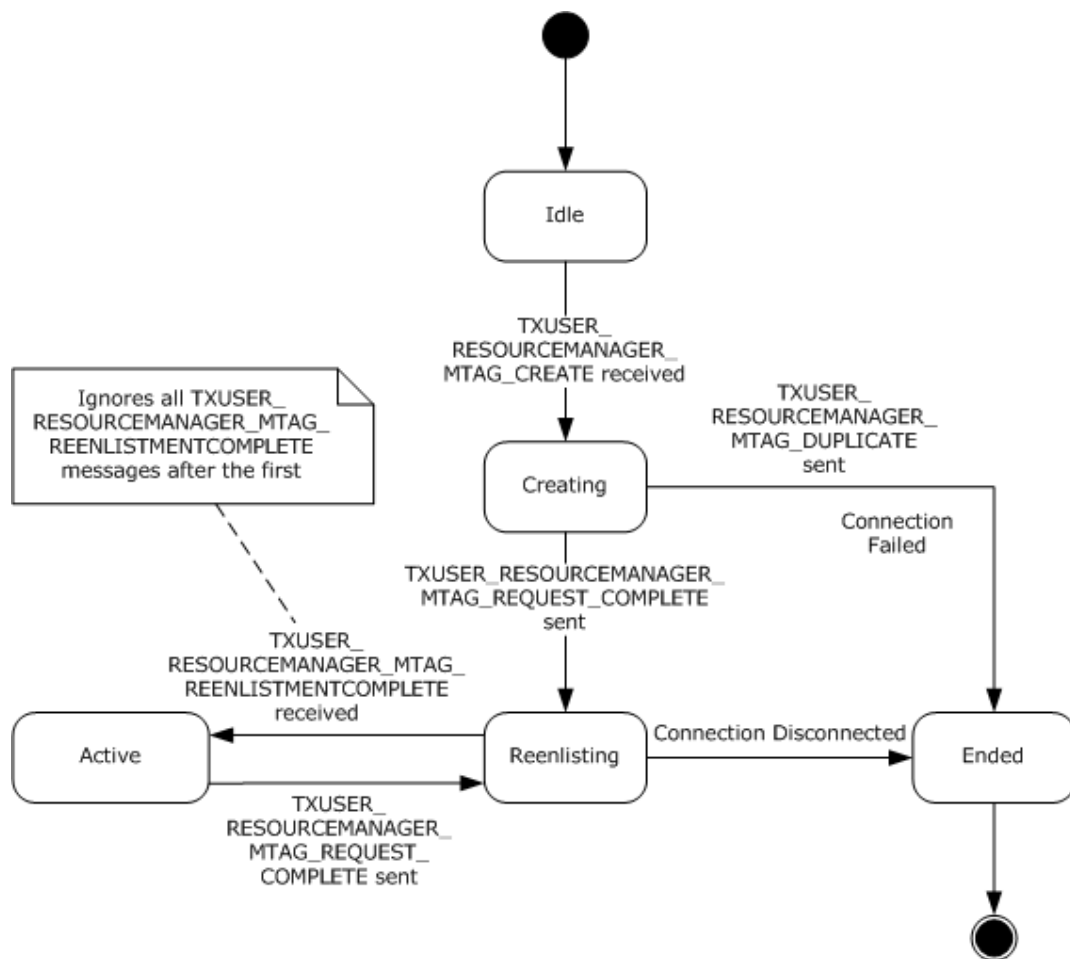 Idle
TXUSER_
RESOURCEMANAGER_
MTAG_CREATE received
Ignores all TXUSER_
RESOURCEMANAGER_MTAG_
REENLISTMENTCOMPLETE
messages after the first
TXUSER_
RESOURCEMANAGER_
MTAG_DUPLICATE
sent
Creating
Connection
Failed
TXUSER_RESOURCEMANAGER_
MTAG_REQUEST_COMPLETE
sent
TXUSER_
RESOURCEMANAGER_MTAG_
REENLISTMENTCOMPLETE
received
Active
Reenlisting
Connection Disconnected
Ended
TXUSER_
RESOURCEMANAGER_
MTAG_REQUEST_
COMPLETE sent